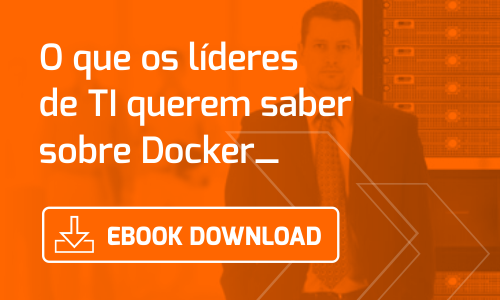 O que os líderes
de TI querem saber
sobre Docker_
EBOOK DOWNLOAD